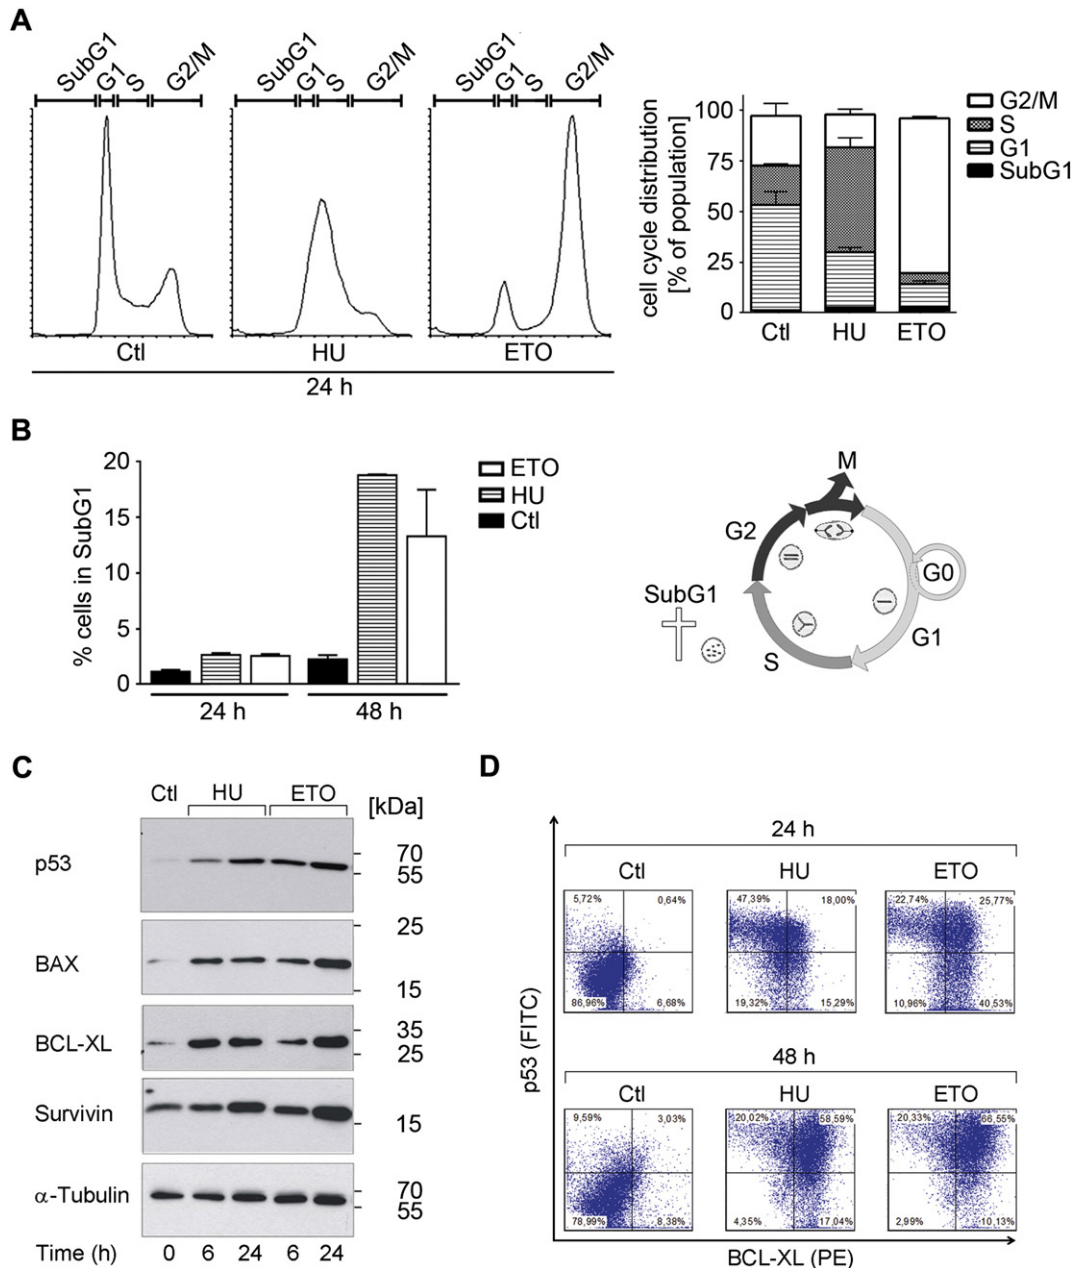 A
SubG1 G1 S G2/M
SubG1 G1 S G2/M
SubG1 G1 S G2/M
Ctl HU ETO
24 h
cell cycle distribution
[% of population]
100
75
50
25
0
Ctl HU ETO
G2/M
S
G1
SubG1
B
% cells in SubG1
20
15
10
5
0
24 h 48 h
ETO
HU
Ctl
M
G2
G0
SubG1
G1
S
C
Ctl HU ETO [kDa]
p53 70
55
25
BAX
15
BCL-XL 35
25
Survivin 15
α-Tubulin 70
55
Time (h) 0 6 24 6 24
D
p53 (FITC)
24 h
Ctl HU ETO
5,72% 0,64% 47,39% 18,00% 22,74% 25,77%
86,96% 6,68% 19,32% 15,29% 10,96% 40,53%
48 h
Ctl HU ETO
9,59% 3,03% 20,02% 58,59% 20,33% 66,55%
78,99% 8,38% 4,35% 17,04% 2,99% 10,13%
BCL-XL (PE)